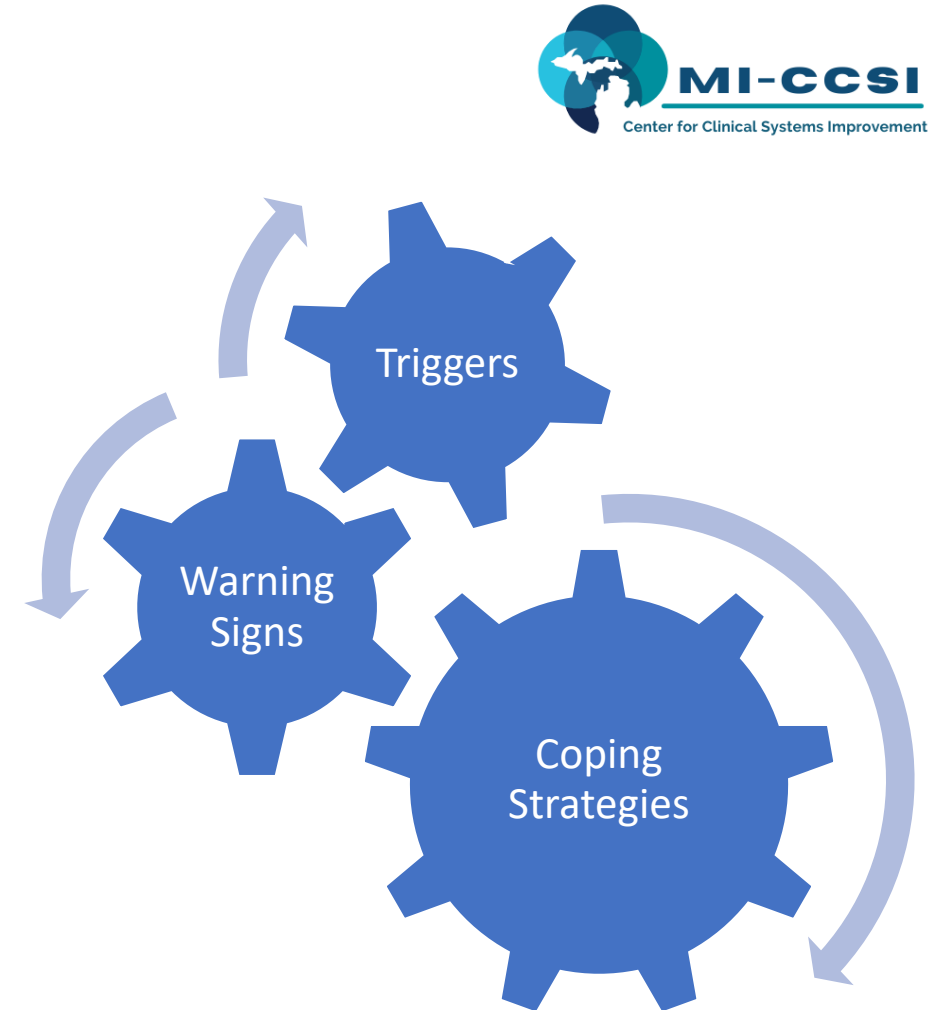 MI-CCSI
Center for Clinical Systems Improvement
Triggers
Warning
Signs
Coping
Strategies